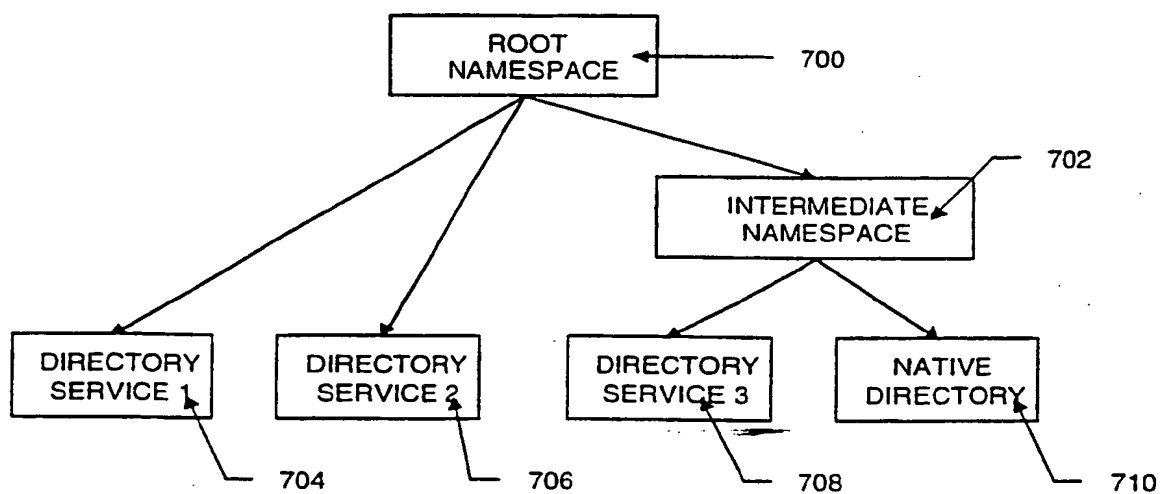 ROOT
NAMESPACE
700
702
INTERMEDIATE
NAMESPACE
DIRECTORY
SERVICE 1
DIRECTORY
SERVICE 2
DIRECTORY
SERVICE 3
NATIVE
DIRECTORY
704
706
708
710